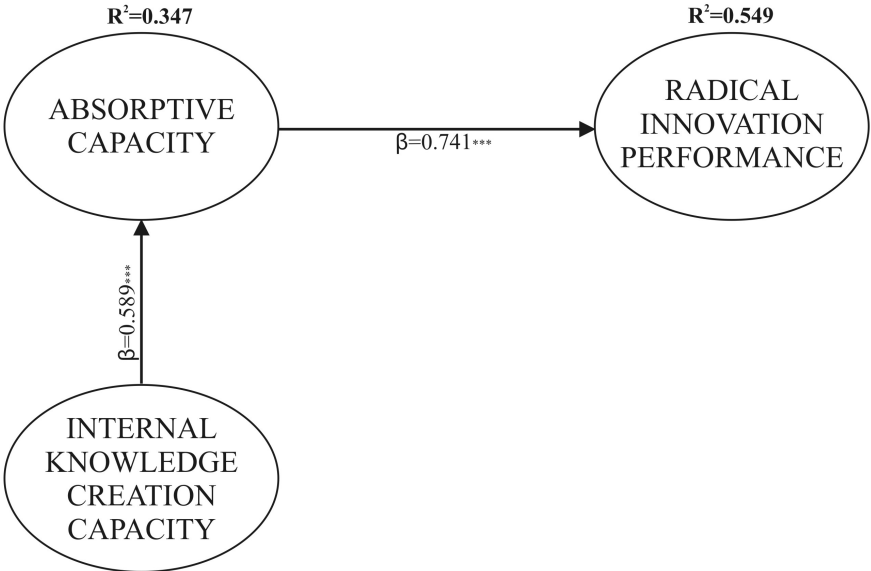 R²=0.347
ABSORPTIVE
CAPACITY
R²=0.549
RADICAL
INNOVATION
PERFORMANCE
β=0.741***
β=0.589***
INTERNAL
KNOWLEDGE
CREATION
CAPACITY